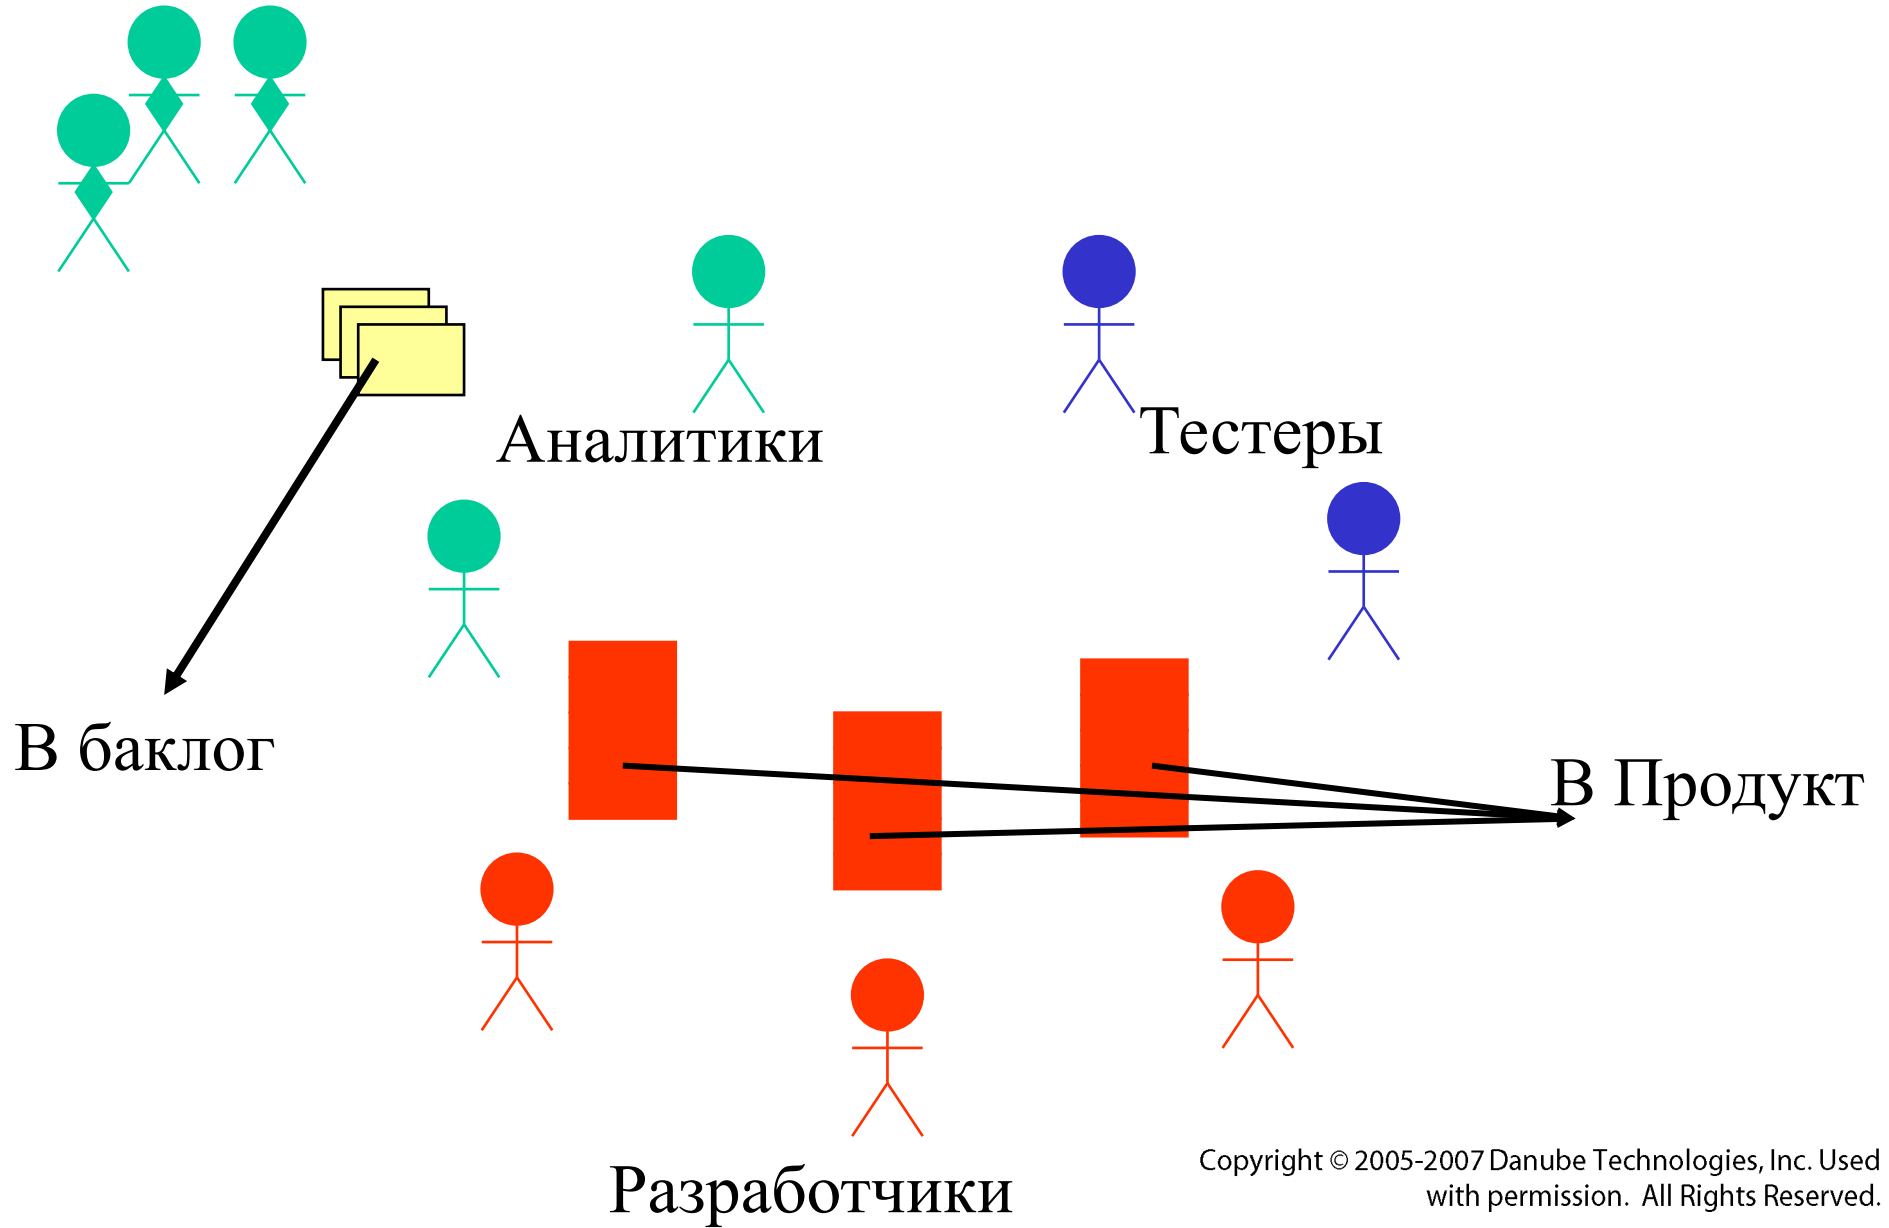 Аналитики
Тестеры
В баклог
В Продукт
Разработчики
Copyright © 2005-2007 Danube Technologies, Inc. Used
with permission. All Rights Reserved.